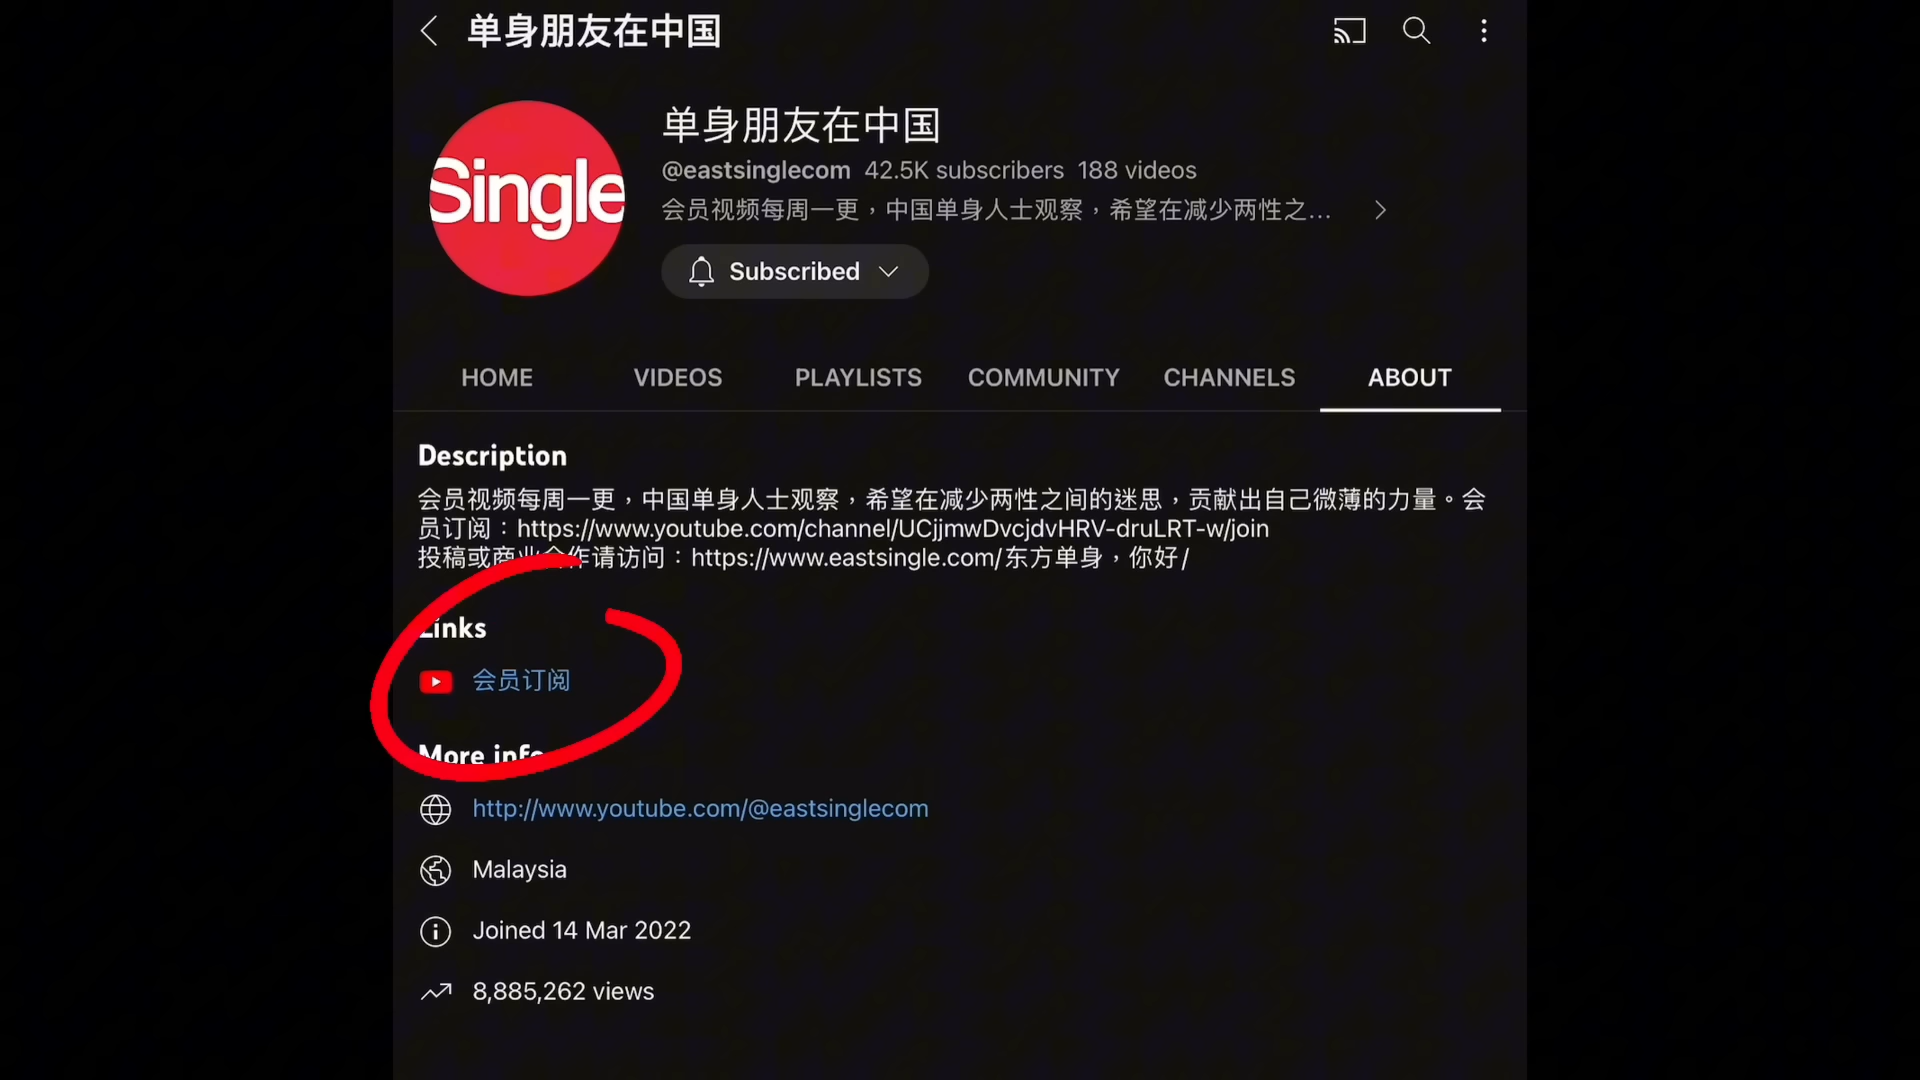 单身朋友在中国
Single
单身朋友在中国
@eastsinglecom 42.5K subscribers 188 videos
会员视频每周一更，中国单身人士观察，希望在减少两性之...
Subscribed
HOME VIDEOS PLAYLISTS COMMUNITY CHANNELS ABOUT
Description
会员视频每周一更，中国单身人士观察，希望在减少两性之间的迷思，贡献出自己微薄的力量。会
员订阅：https://www.youtube.com/channel/UCjjmwDvcjdvHRV-druLRT-w/join
投稿或商业合作请访问：https://www.eastsingle.com/东方单身，你好/
Links
会员订阅
More info
http://www.youtube.com/@eastsinglecom
Malaysia
Joined 14 Mar 2022
8,885,262 views